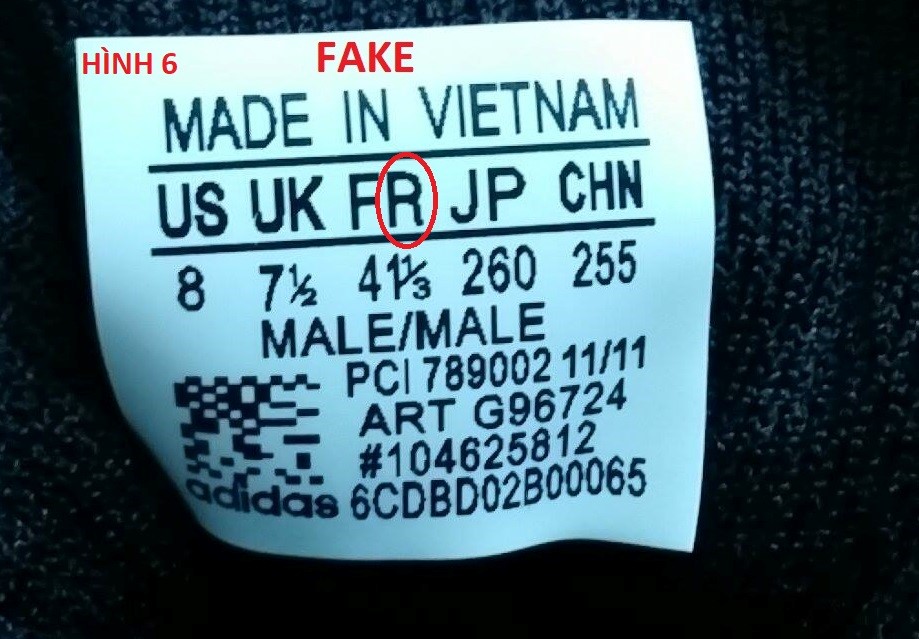 HÌNH 6
FAKE
MADE IN VIETNAM
US UK FR JP CHN
8 7½ 41⅓ 260 255
MALE/MALE
PCI 789002 11/11
ART G96724
#104625812
adidas 6CDBD02B00065